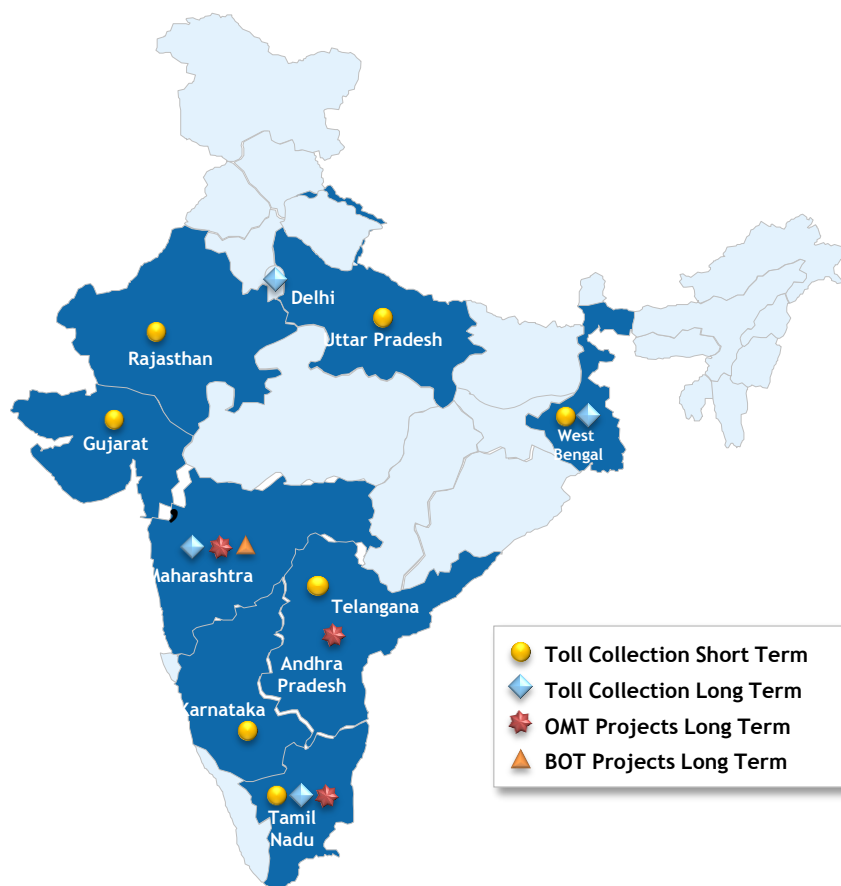 Delhi
Uttar Pradesh
Rajasthan
Gujarat
West
Bengal
Maharashtra
Telangana
Andhra
Pradesh
Karnataka
Tamil
Nadu
Toll Collection Short Term
Toll Collection Long Term
OMT Projects Long Term
BOT Projects Long Term